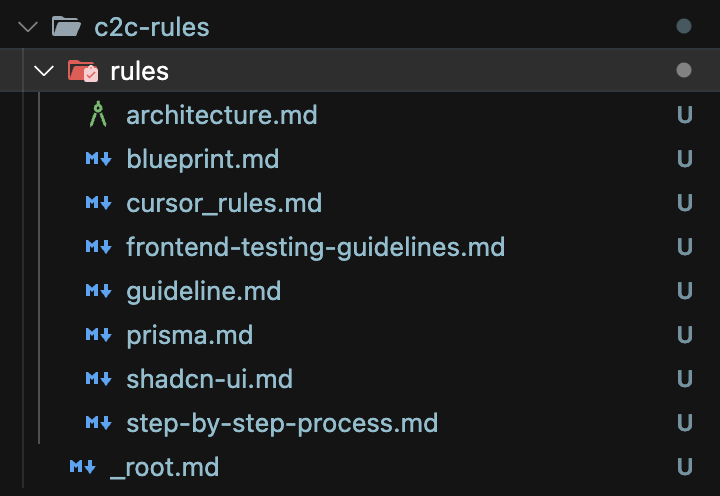 c2c-rules
rules
architecture.md U
M↓ blueprint.md U
M↓ cursor_rules.md U
M↓ frontend-testing-guidelines.md U
M↓ guideline.md U
M↓ prisma.md U
M↓ shadcn-ui.md U
M↓ step-by-step-process.md U
M↓ _root.md U